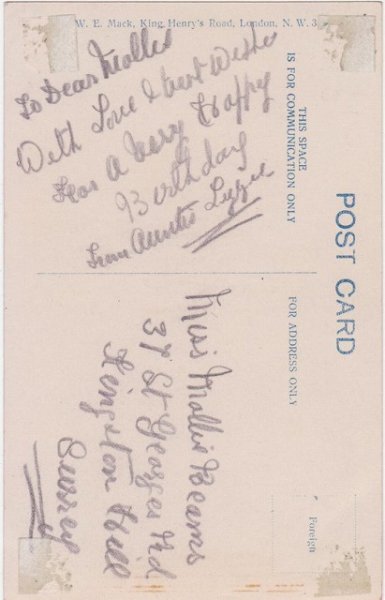 W. E. Mack, King Henry's Road, London, N. W. 3
POST CARD
THIS SPACE
IS FOR COMMUNICATION ONLY
FOR ADDRESS ONLY
To Dear Mollie
With Love & best Wishes
For A Very Happy
Birthday
From Auntie Lizzie
Miss Mollie Beams
37 St Georges Rd
Kingston Hill
Surrey
Foreign